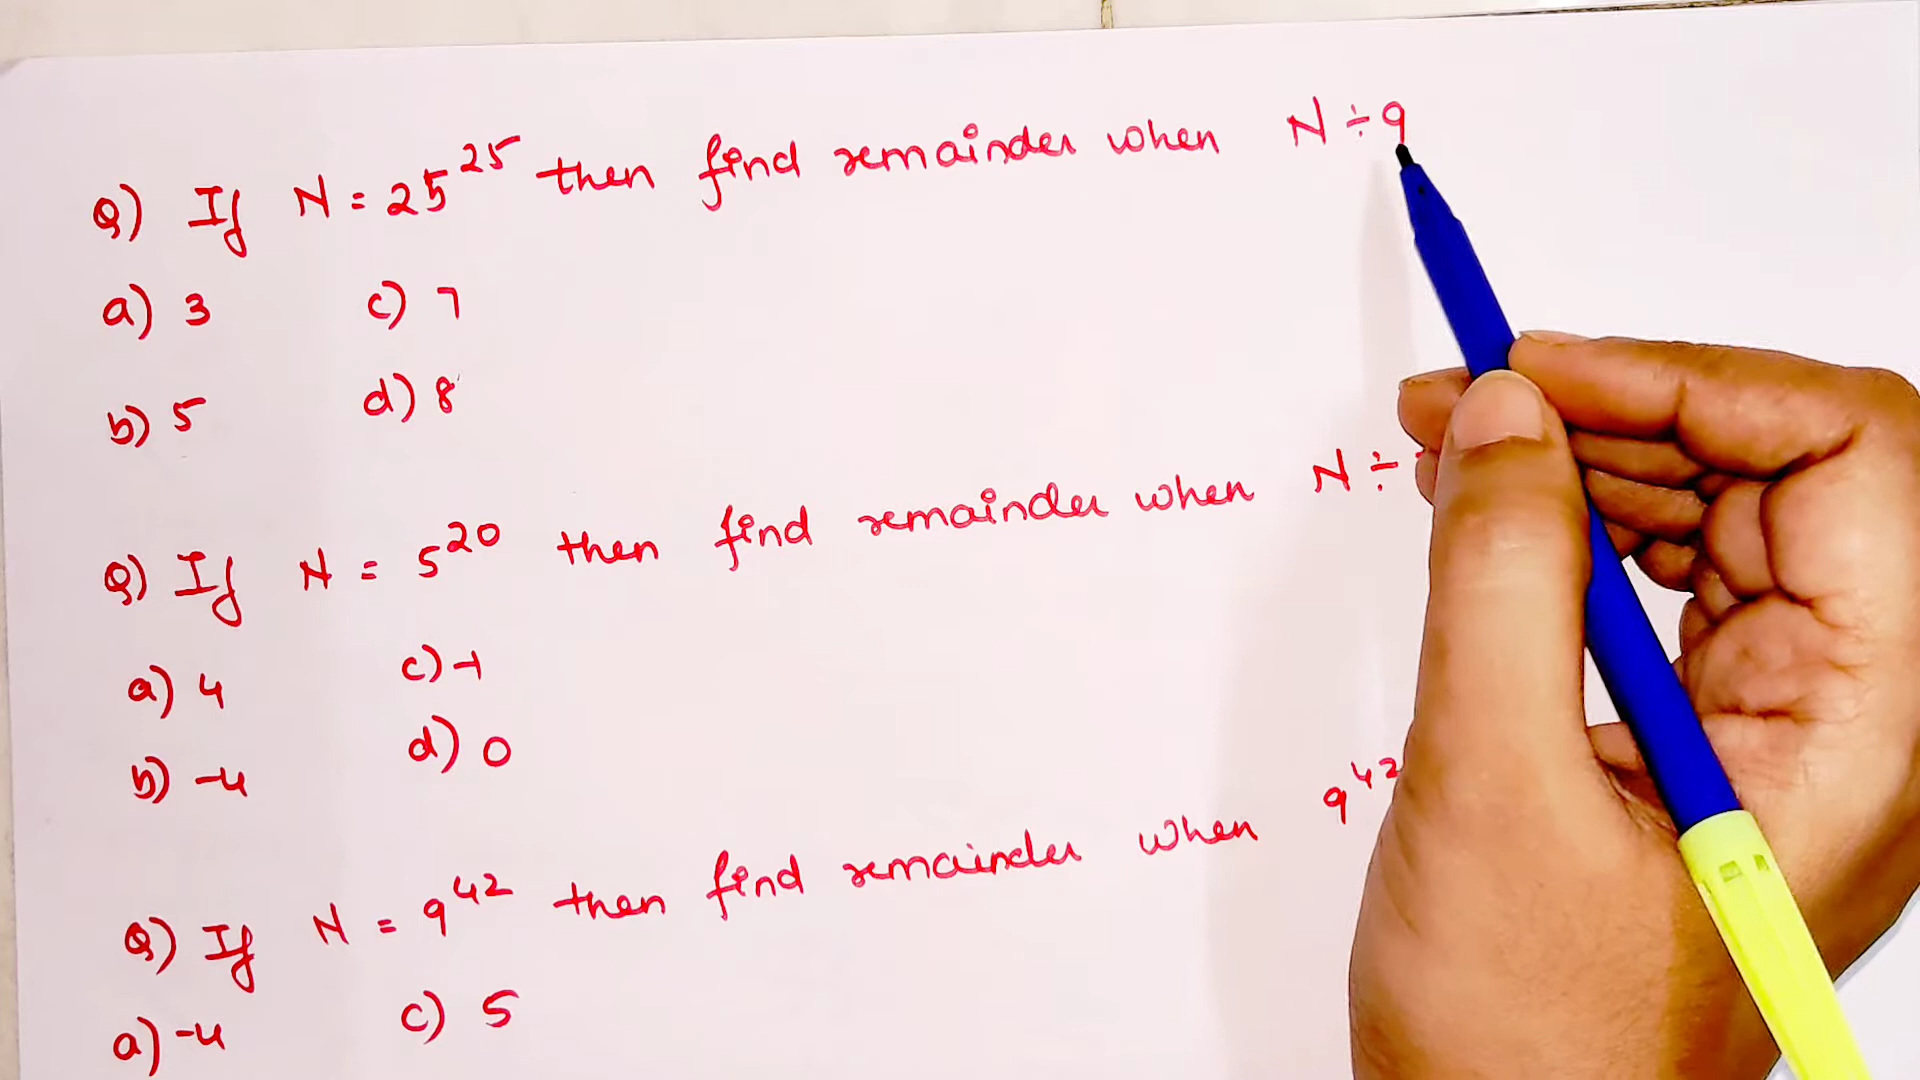 Q) If N = 25^25 then find remainder when N ÷ 9
a) 3 c) 7
b) 5 d) 8
Q) If N = 5^20 then find remainder when N ÷
a) 4 c) -1
b) -4 d) 0
Q) If N = 9^42 then find remainder when 9^42
a) -4 c) 5